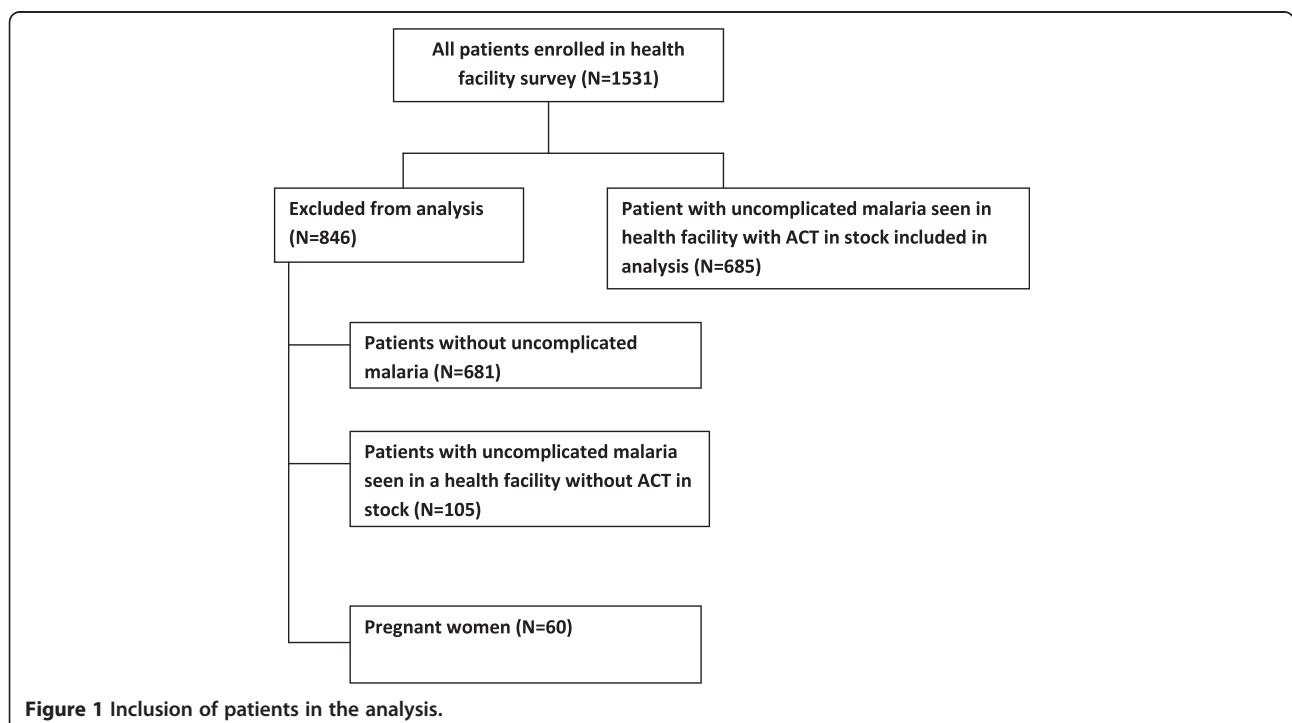 All patients enrolled in health
facility survey (N=1531)
Excluded from analysis
(N=846)
Patient with uncomplicated malaria seen in
health facility with ACT in stock included in
analysis (N=685)
Patients without uncomplicated
malaria (N=681)
Patients with uncomplicated malaria
seen in a health facility without ACT in
stock (N=105)
Pregnant women (N=60)
Figure 1 Inclusion of patients in the analysis.